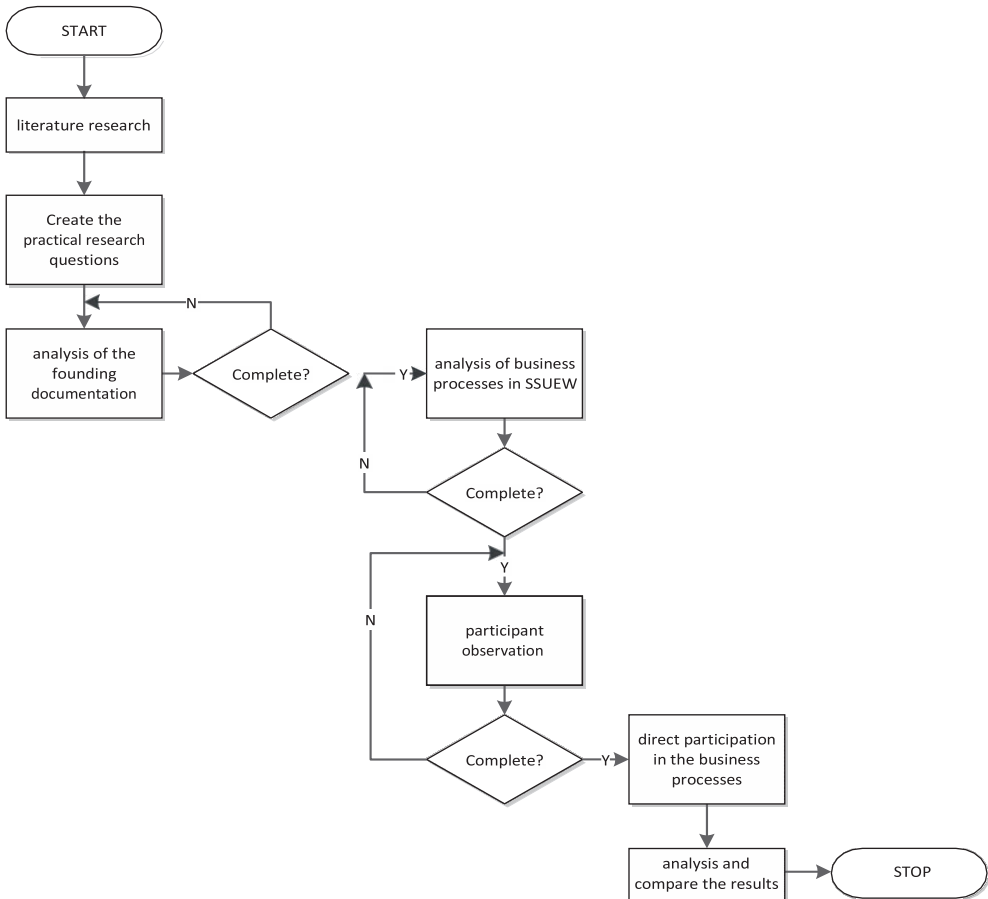 START
literature research
Create the
practical research
questions
N
analysis of the
founding
documentation
Complete?
Y
analysis of business
processes in SSUEW
N
Complete?
Y
N
participant
observation
Complete?
Y
direct participation
in the business
processes
analysis and
compare the results
STOP